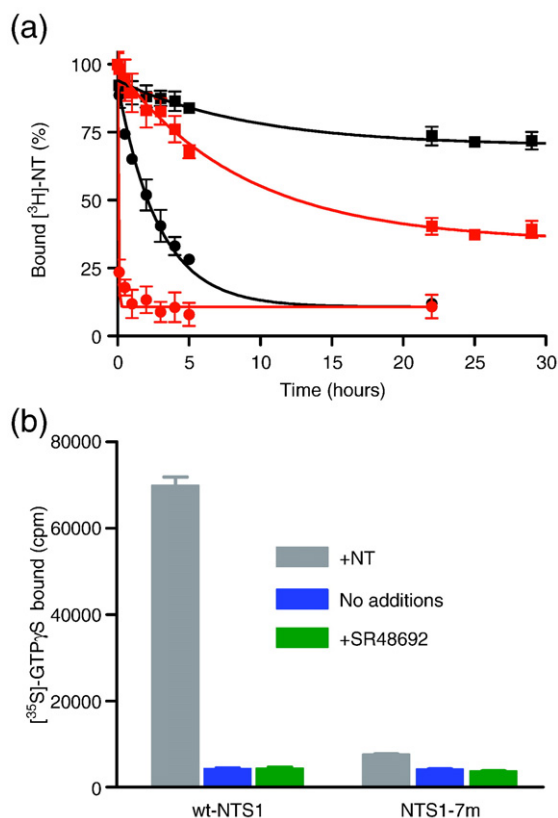 (a)
Bound [³H]-NT (%)
100
75
50
25
0
0 5 10 15 20 25 30
Time (hours)
(b)
[³⁵S]-GTPγS bound (cpm)
80000
60000
40000
20000
0
+NT
No additions
+SR48692
wt-NTS1 NTS1-7m